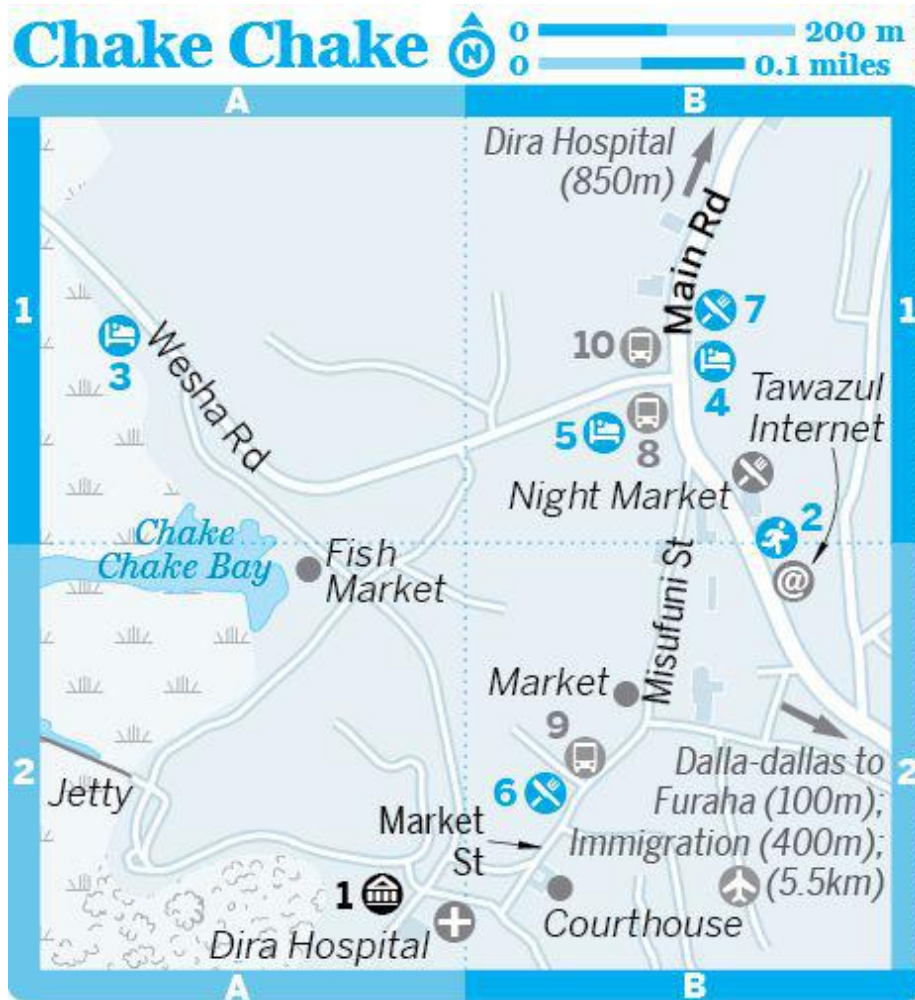 Chake Chake
N
0 200 m
0 0.1 miles
A
B
Dira Hospital
(850m)
Main Rd
1
1
7
10
3
Wesha Rd
4
Tawazul
Internet
5
8
Night Market
2
Chake
Chake Bay
Fish
Market
@
Misufuni St
Market
9
2
2
Jetty
6
Dalla-dallas to
Furaha (100m);
Immigration (400m);
(5.5km)
Market
St
1
Courthouse
Dira Hospital
A
B